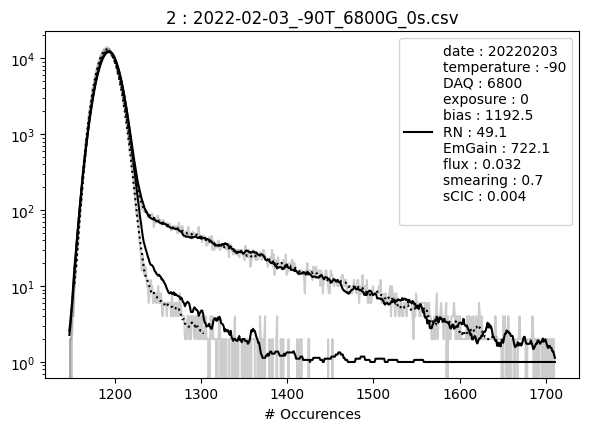 2 : 2022-02-03_-90T_6800G_0s.csv
date : 20220203
temperature : -90
DAQ : 6800
exposure : 0
bias : 1192.5
RN : 49.1
EmGain : 722.1
flux : 0.032
smearing : 0.7
sCIC : 0.004
10⁴
10³
10²
10¹
10⁰
1200 1300 1400 1500 1600 1700
# Occurences